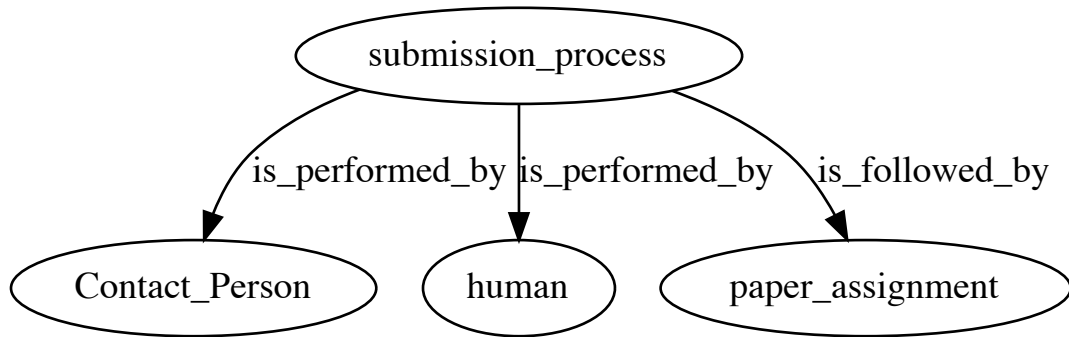 submission_process
is_performed_by
is_performed_by
is_followed_by
Contact_Person
human
paper_assignment